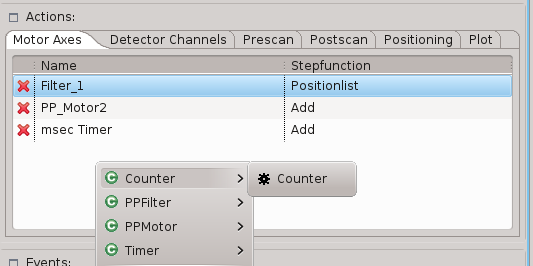 Actions:
Motor Axes Detector Channels Prescan Postscan Positioning Plot
Name Stepfunction
Filter_1 Positionlist
PP_Motor2 Add
msec Timer Add
Counter Counter
PPFilter
PPMotor
Timer
Events: